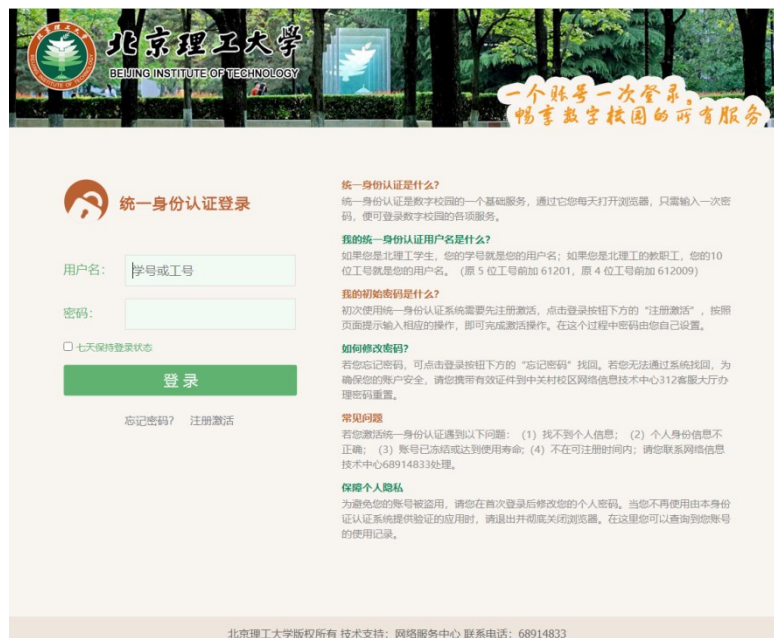 北京理工大学
BEIJING INSTITUTE OF TECHNOLOGY
一个账号一次登录。
畅享数字校园的所有服务
统一身份认证登录
用户名：
学号或工号
密码：
七天保持登录状态
登 录
忘记密码？ 注册激活
统一身份认证是什么？
统一身份认证是数字校园的一个基础服务，通过它您每天打开浏览器，只需输入一次密
码，便可登录数字校园的各项服务。
我的统一身份认证用户名是什么？
如果您是北理工学生，您的学号就是您的用户名；如果您是北理工的教职工，您的10
位工号就是您的用户名。（原 5 位工号前加 61201，原 4 位工号前加 612009）
我的初始密码是什么？
初次使用统一身份认证系统需要先注册激活，点击登录按钮下方的“注册激活”，按照
页面提示输入相应的操作，即可完成激活操作。在这个过程中密码由您自己设置。
如何修改密码？
若您忘记密码，可点击登录按钮下方的“忘记密码”找回。若您无法通过系统找回，为
确保您的账户安全，请您携带有效证件到中关村校区网络信息技术中心312客服大厅办
理密码重置。
常见问题
若您激活统一身份认证遇到以下问题：（1）找不到个人信息；（2）个人身份信息不
正确；（3）账号已冻结或达到使用寿命；（4）不在可注册时间内；请您联系网络信息
技术中心68914833处理。
保障个人隐私
为避免您的账号被盗用，请您在首次登录后修改您的个人密码。当您不再使用由本身份
证认证系统提供验证的应用时，请退出并彻底关闭浏览器。在这里您可以查询到您账号
的使用记录。
北京理工大学版权所有 技术支持：网络服务中心 联系电话：68914833